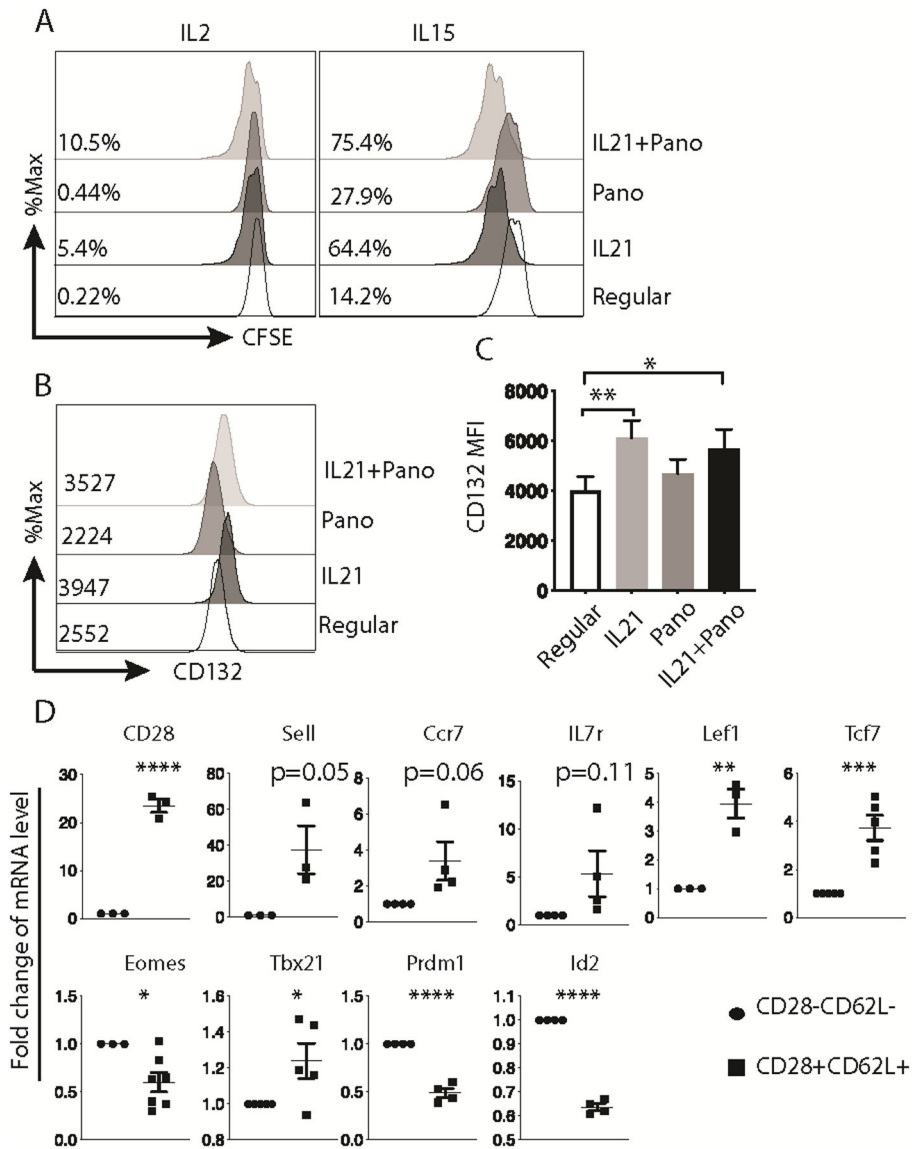 A
IL2 IL15
%Max
10.5% 75.4% IL21+Pano
0.44% 27.9% Pano
5.4% 64.4% IL21
0.22% 14.2% Regular
CFSE
B
%Max
3527 IL21+Pano
2224 Pano
3947 IL21
2552 Regular
CD132
C
CD132 MFI
8000
6000
4000
2000
0
*
**
Regular IL21 Pano IL21+Pano
D
Fold change of mRNA level
CD28 Sell Ccr7 IL7r Lef1 Tcf7
**** p=0.05 p=0.06 p=0.11 ** ***
30 80 8 15 5 6
20 60 6 10 4 4
10 40 4 5 3 2
0 20 2 0 2 0
0 0 1
0
Eomes Tbx21 Prdm1 Id2
* * **** ****
1.5 1.6 1.5 1.1
1.0 1.4 1.0 1.0
0.5 1.2 0.5 0.9
0.0 1.0 0.0 0.8
0.8 0.7
0.6
0.5
CD28-CD62L-
CD28+CD62L+